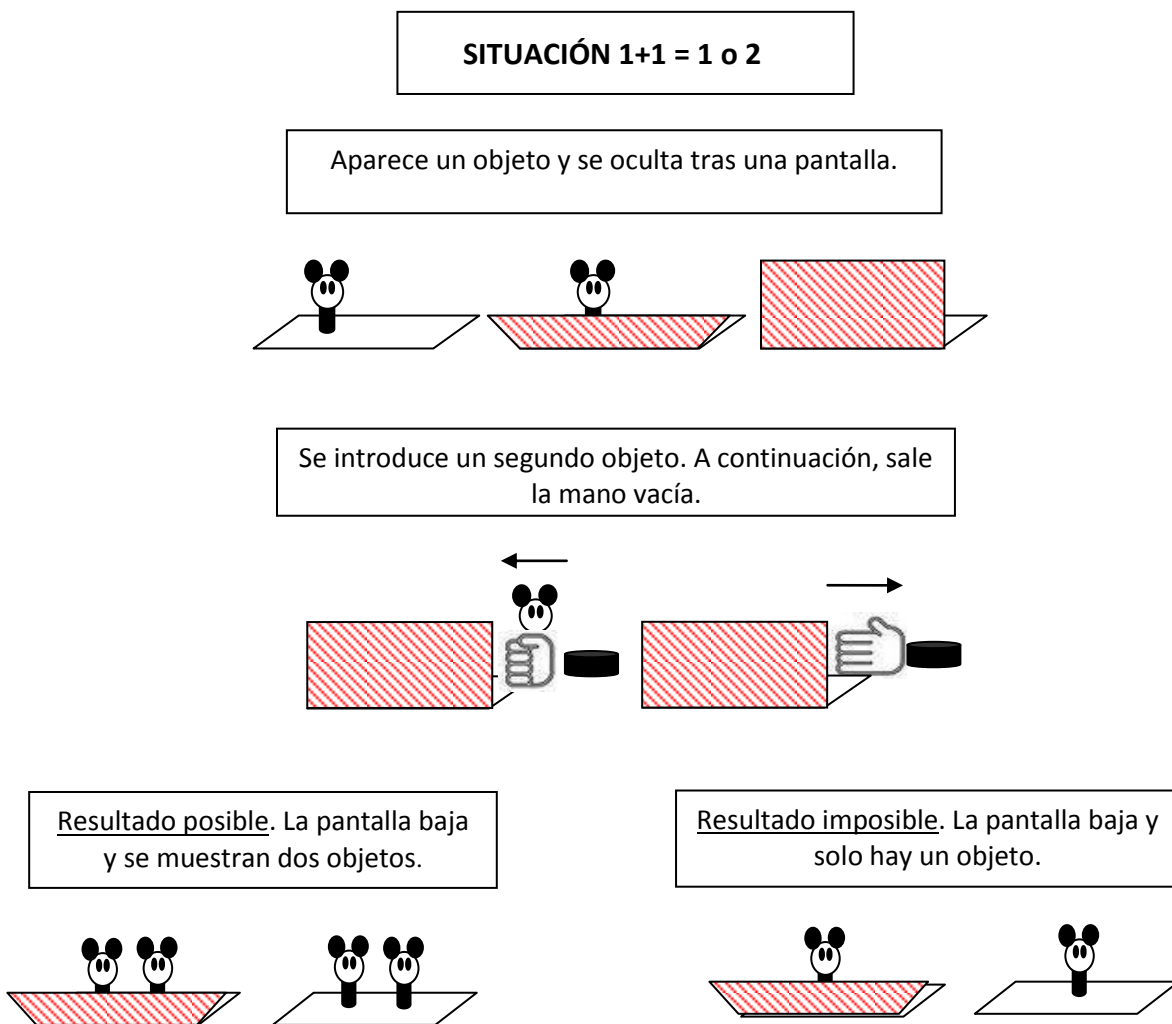 SITUACIÓN 1+1 = 1 o 2
Aparece un objeto y se oculta tras una pantalla.
Se introduce un segundo objeto. A continuación, sale
la mano vacía.
Resultado posible. La pantalla baja
y se muestran dos objetos.
Resultado imposible. La pantalla baja y
solo hay un objeto.